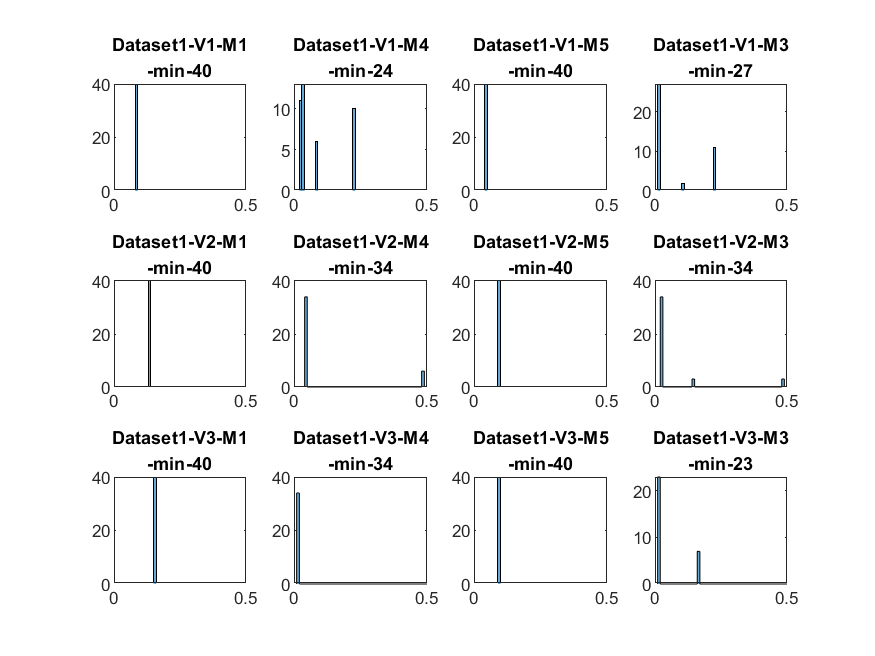 Dataset1-V1-M1
-min-40
40
20
0
0 0.5
Dataset1-V1-M4
-min-24
10
5
0
0 0.5
Dataset1-V1-M5
-min-40
40
20
0
0 0.5
Dataset1-V1-M3
-min-27
20
10
0
0 0.5
Dataset1-V2-M1
-min-40
40
20
0
0 0.5
Dataset1-V2-M4
-min-34
40
20
0
0 0.5
Dataset1-V2-M5
-min-40
40
20
0
0 0.5
Dataset1-V2-M3
-min-34
40
20
0
0 0.5
Dataset1-V3-M1
-min-40
40
20
0
0 0.5
Dataset1-V3-M4
-min-34
40
20
0
0 0.5
Dataset1-V3-M5
-min-40
40
20
0
0 0.5
Dataset1-V3-M3
-min-23
20
10
0
0 0.5